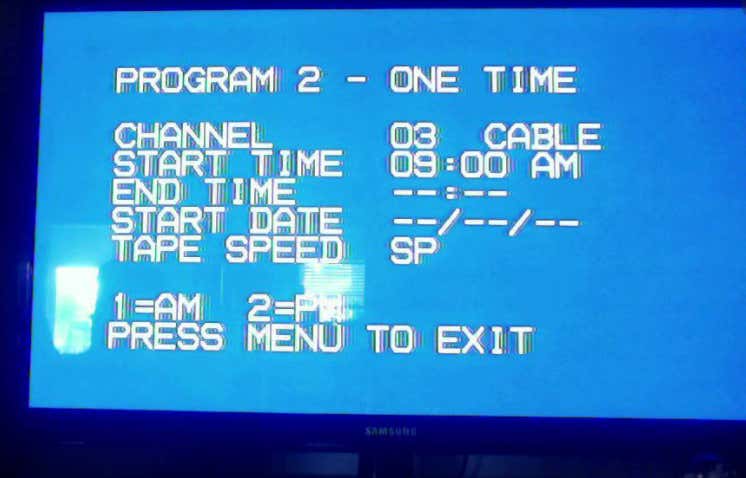 PROGRAM 2 - ONE TIME
CHANNEL 03 CABLE
START TIME 09:00 AM
END TIME --:--
START DATE --/--/--
TAPE SPEED SP
1=AM 2=PM
PRESS MENU TO EXIT
SAMSUNG